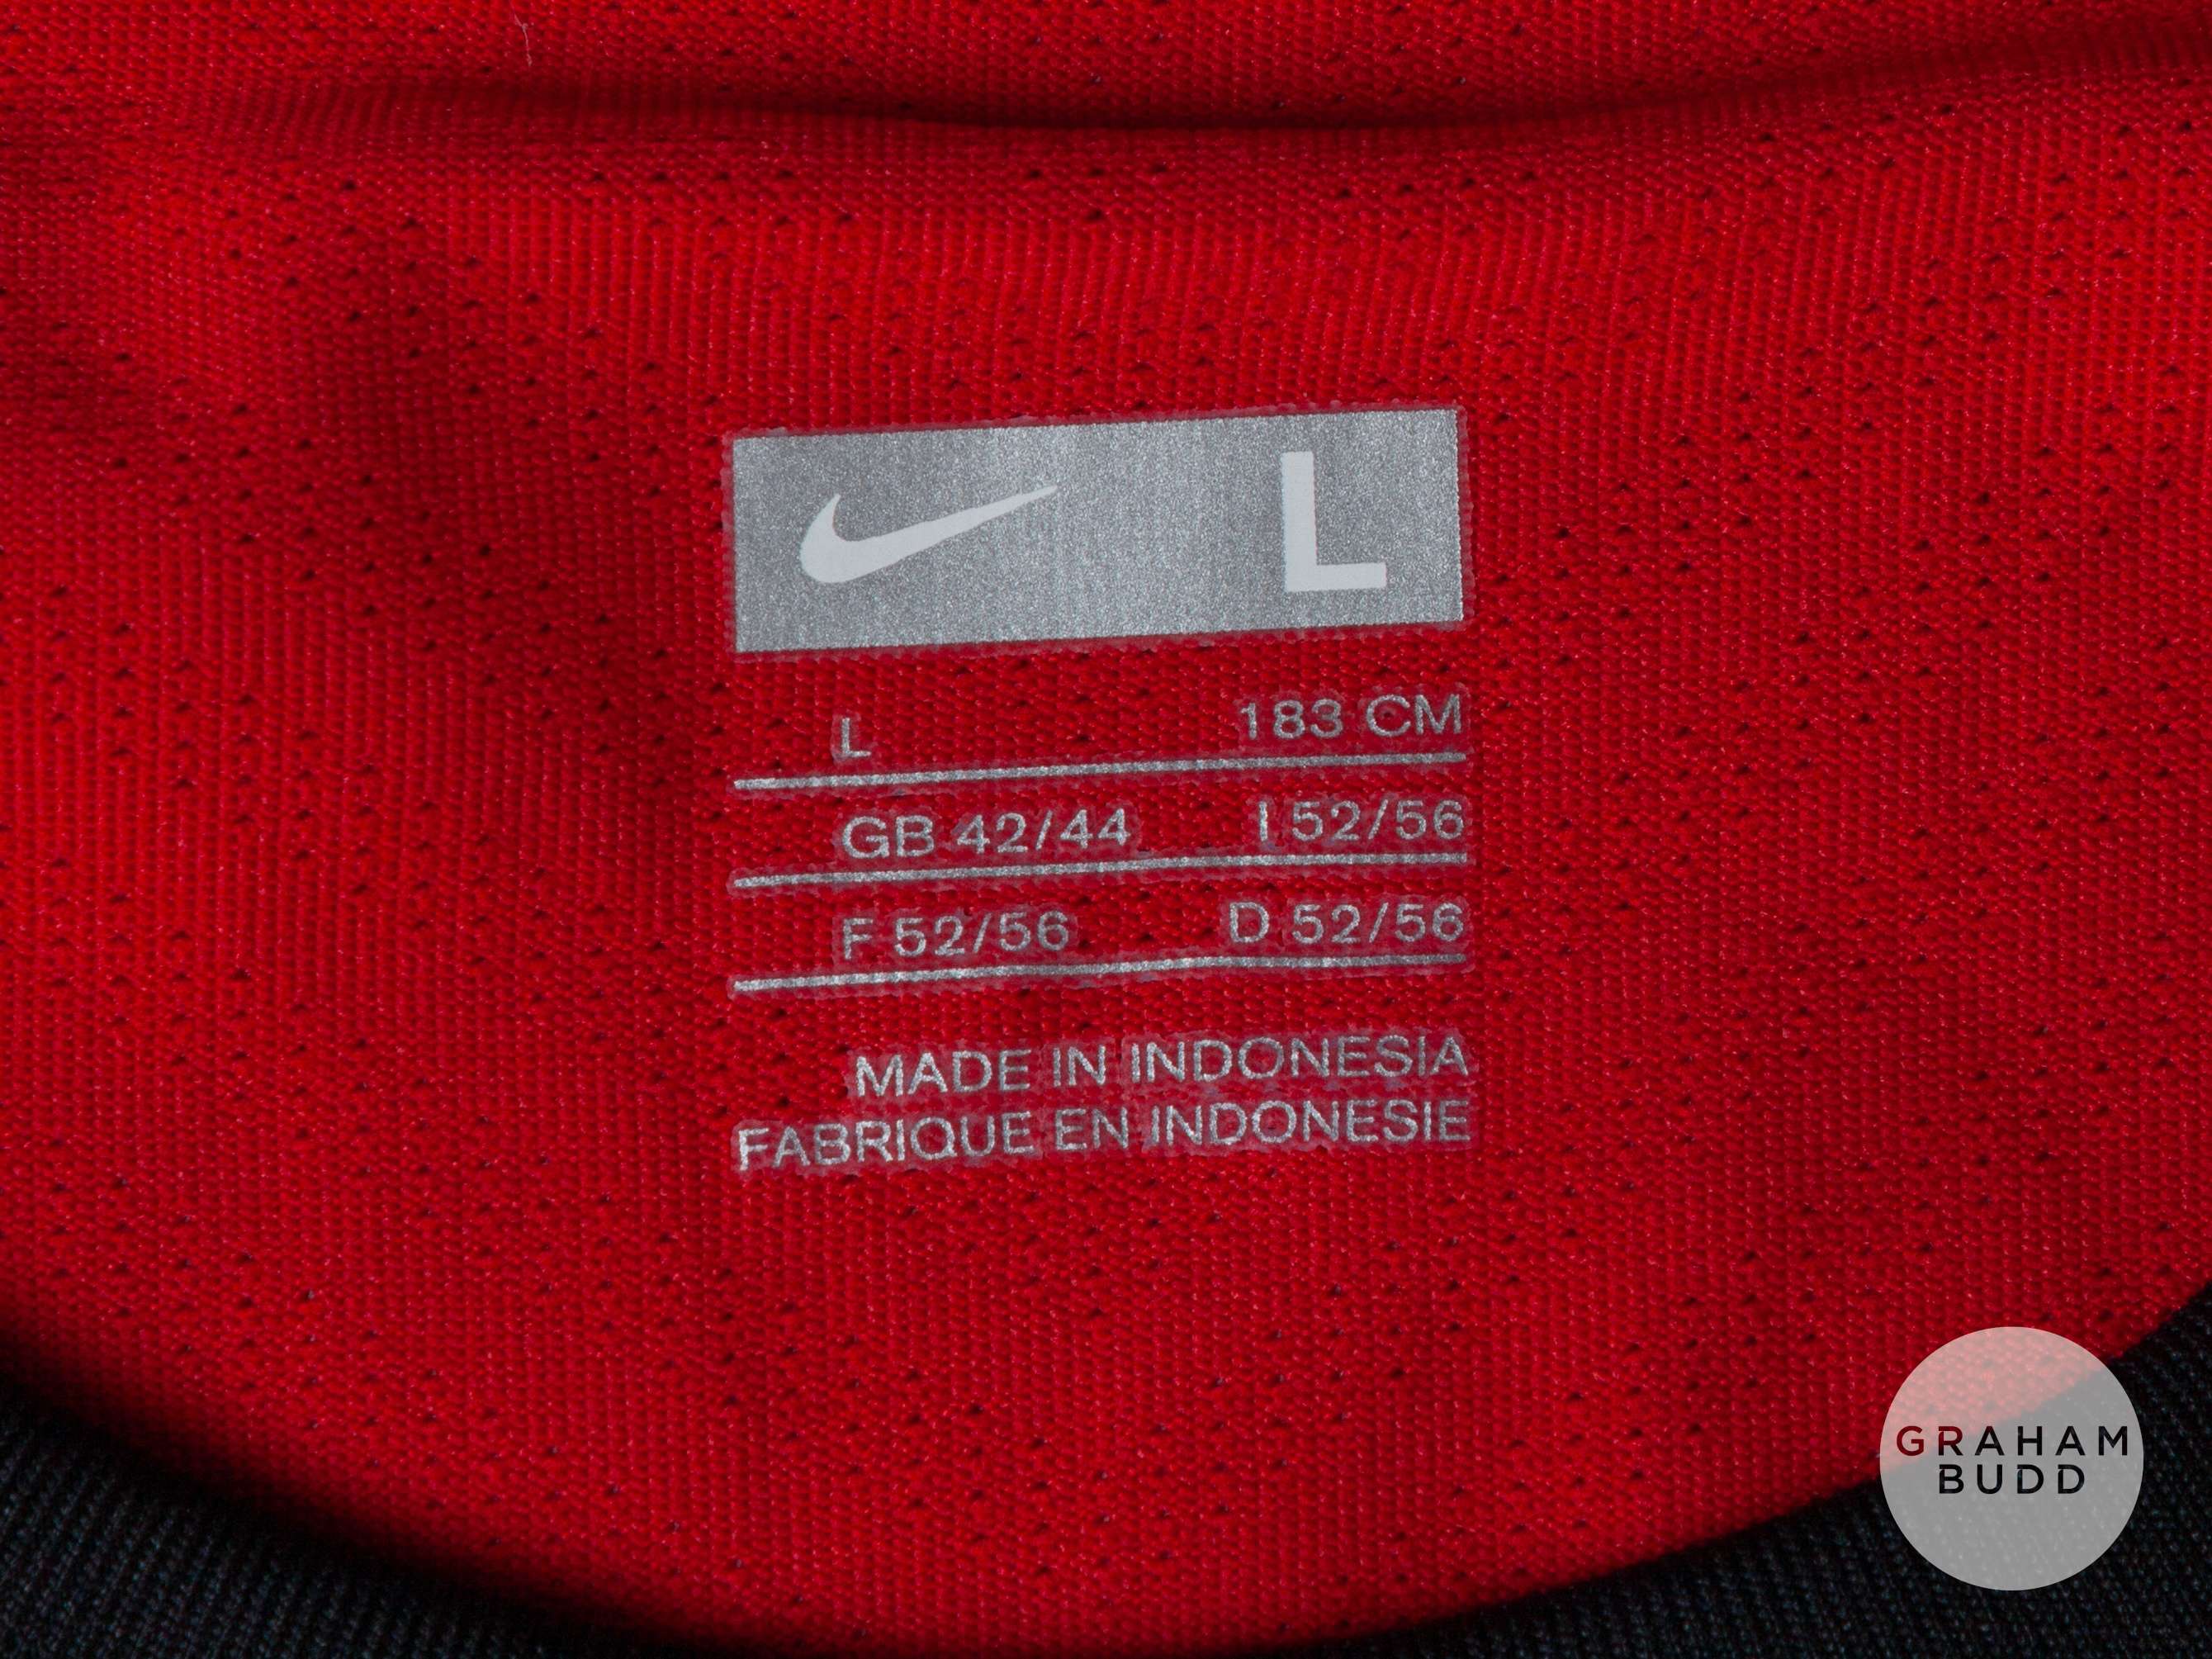 L
L 183 CM
GB 42/44 I 52/56
F 52/56 D 52/56
MADE IN INDONESIA
FABRIQUE EN INDONESIE
GRAHAM
BUDD